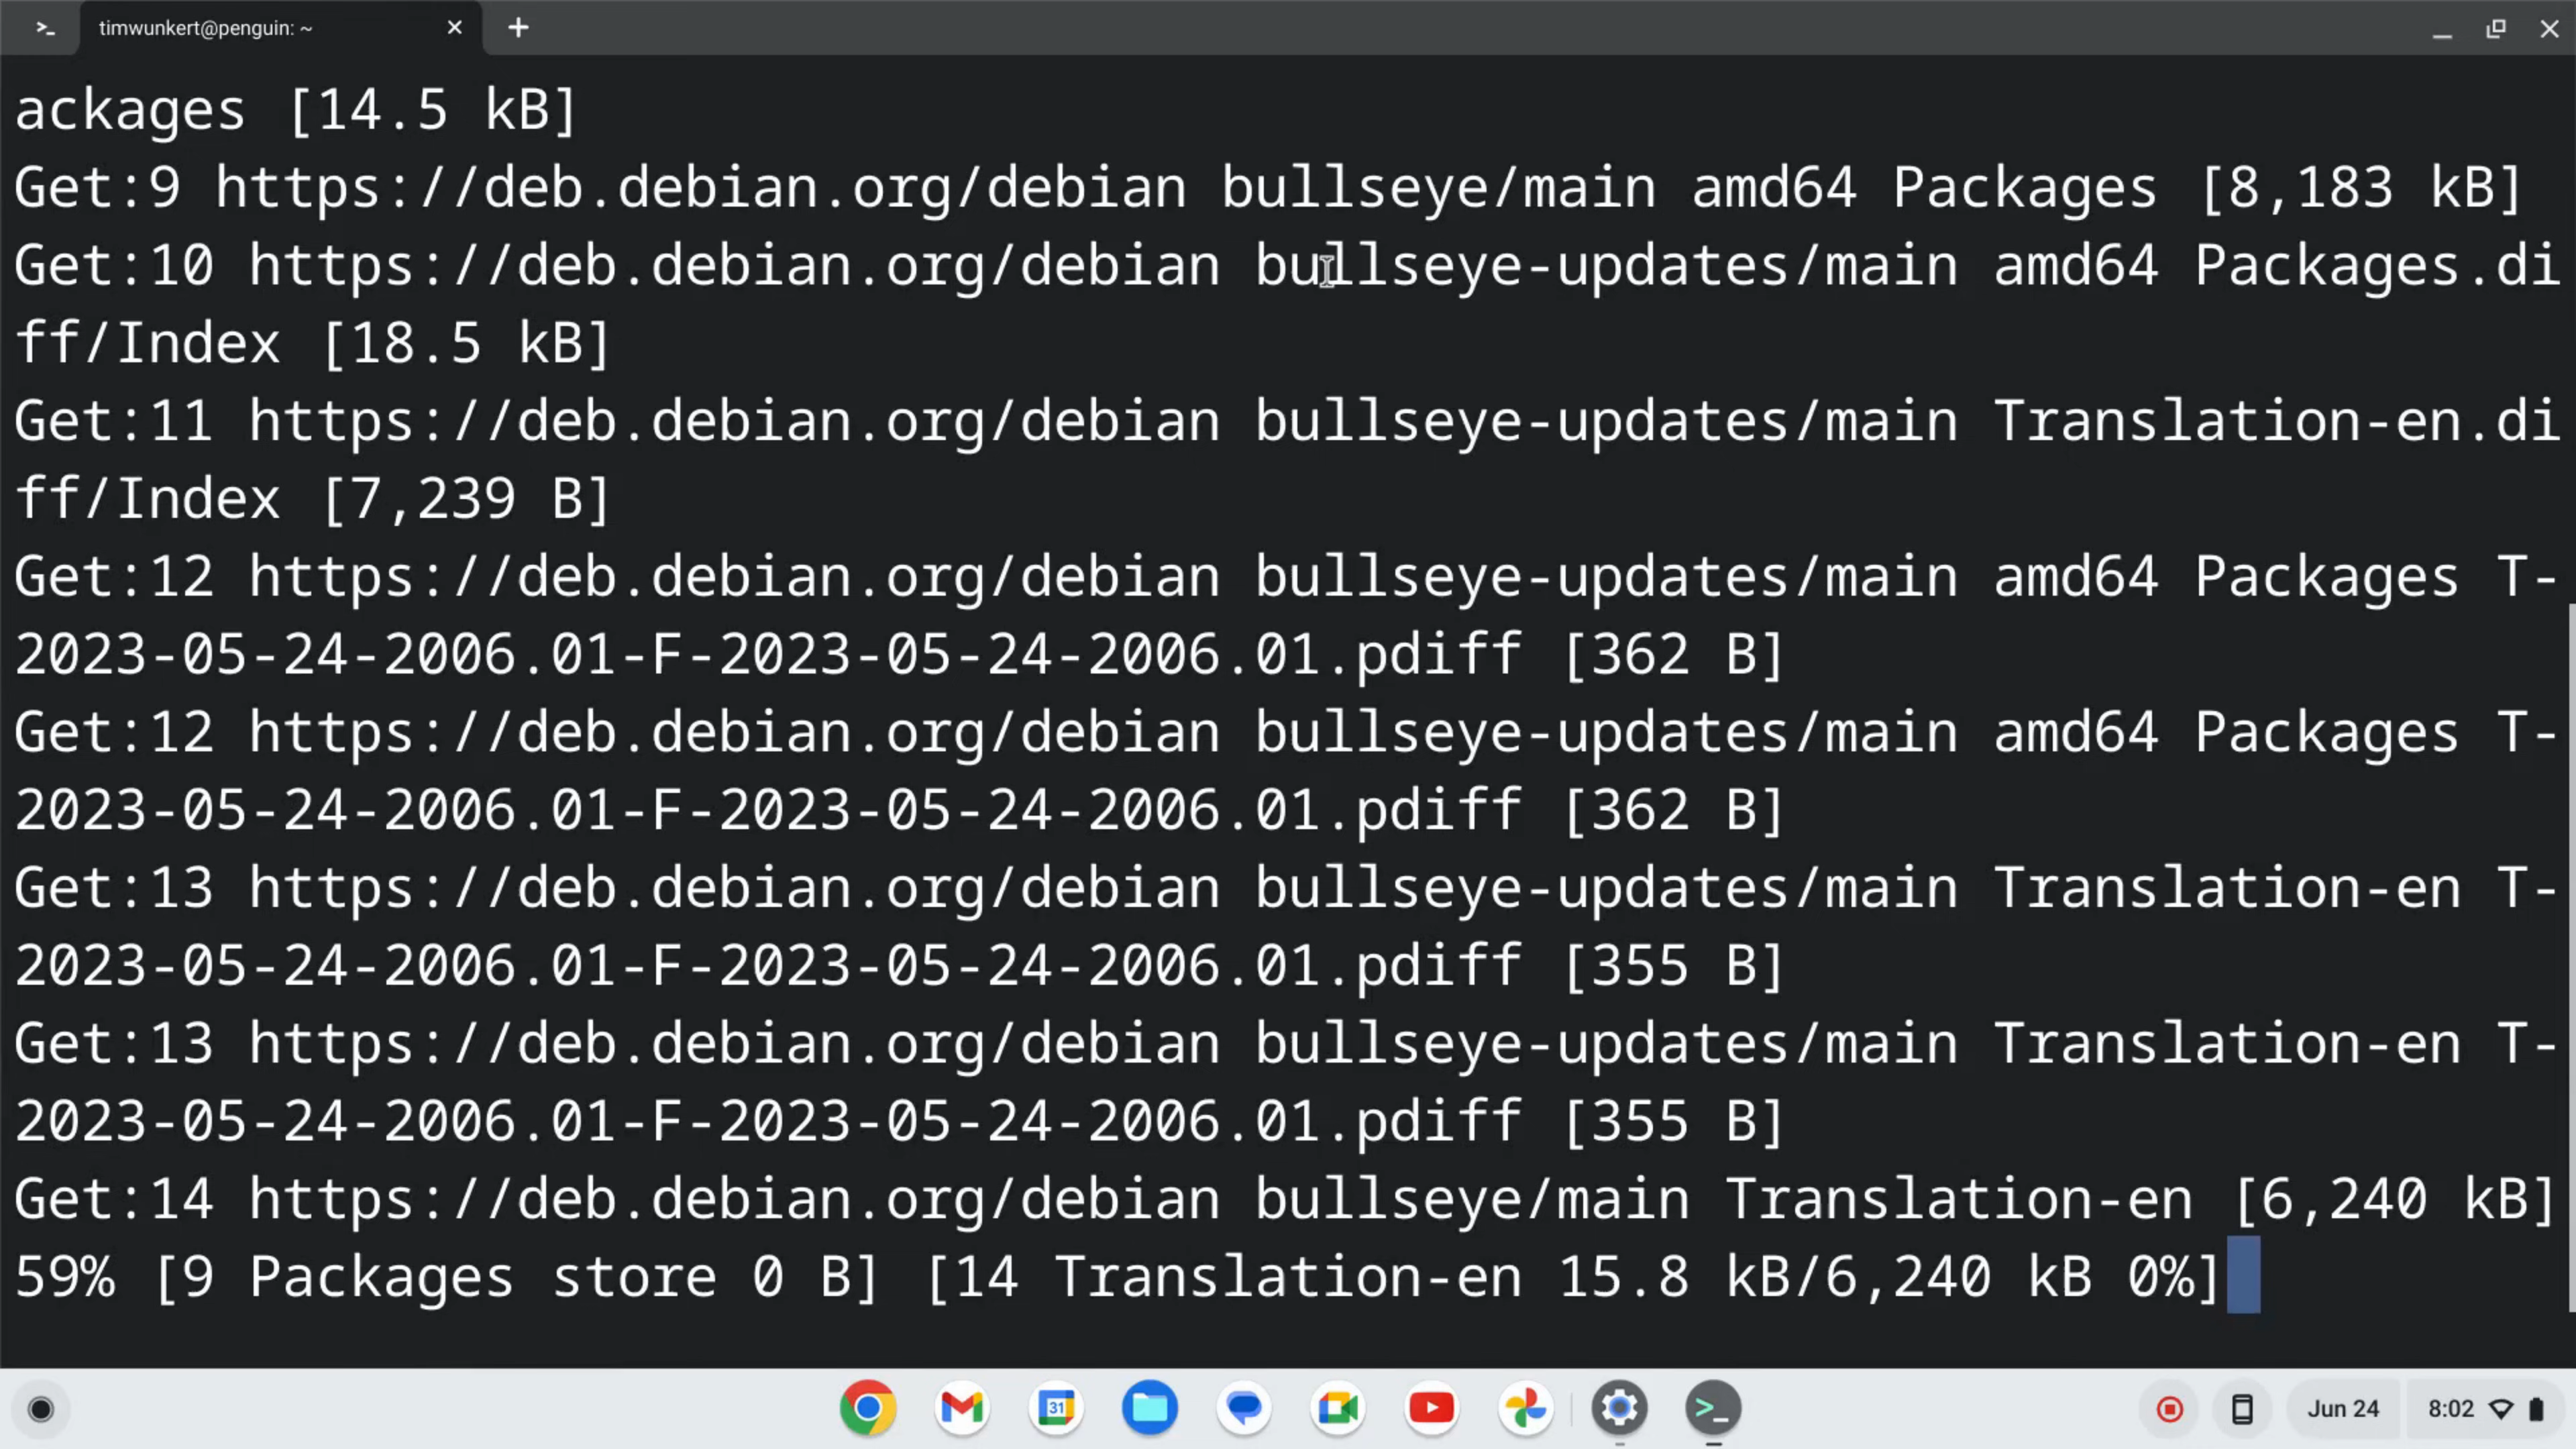 >_ timwunkert@penguin: ~
ackages [14.5 kB]
Get:9 https://deb.debian.org/debian bullseye/main amd64 Packages [8,183 kB]
Get:10 https://deb.debian.org/debian bullseye-updates/main amd64 Packages.di
ff/Index [18.5 kB]
Get:11 https://deb.debian.org/debian bullseye-updates/main Translation-en.di
ff/Index [7,239 B]
Get:12 https://deb.debian.org/debian bullseye-updates/main amd64 Packages T-
2023-05-24-2006.01-F-2023-05-24-2006.01.pdiff [362 B]
Get:12 https://deb.debian.org/debian bullseye-updates/main amd64 Packages T-
2023-05-24-2006.01-F-2023-05-24-2006.01.pdiff [362 B]
Get:13 https://deb.debian.org/debian bullseye-updates/main Translation-en T-
2023-05-24-2006.01-F-2023-05-24-2006.01.pdiff [355 B]
Get:13 https://deb.debian.org/debian bullseye-updates/main Translation-en T-
2023-05-24-2006.01-F-2023-05-24-2006.01.pdiff [355 B]
Get:14 https://deb.debian.org/debian bullseye/main Translation-en [6,240 kB]
59% [9 Packages store 0 B] [14 Translation-en 15.8 kB/6,240 kB 0%]
31 >_ Jun 24 8:02